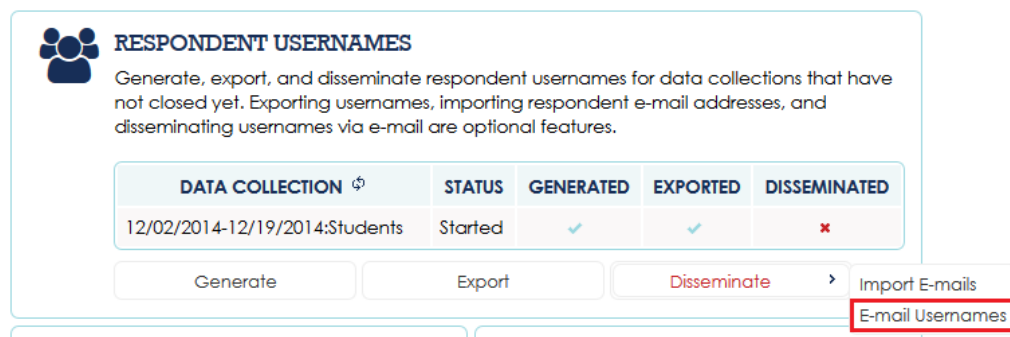 RESPONDENT USERNAMES
Generate, export, and disseminate respondent usernames for data collections that have
not closed yet. Exporting usernames, importing respondent e-mail addresses, and
disseminating usernames via e-mail are optional features.
DATA COLLECTION STATUS GENERATED EXPORTED DISSEMINATED
12/02/2014-12/19/2014:Students Started
Generate Export Disseminate
Import E-mails
E-mail Usernames